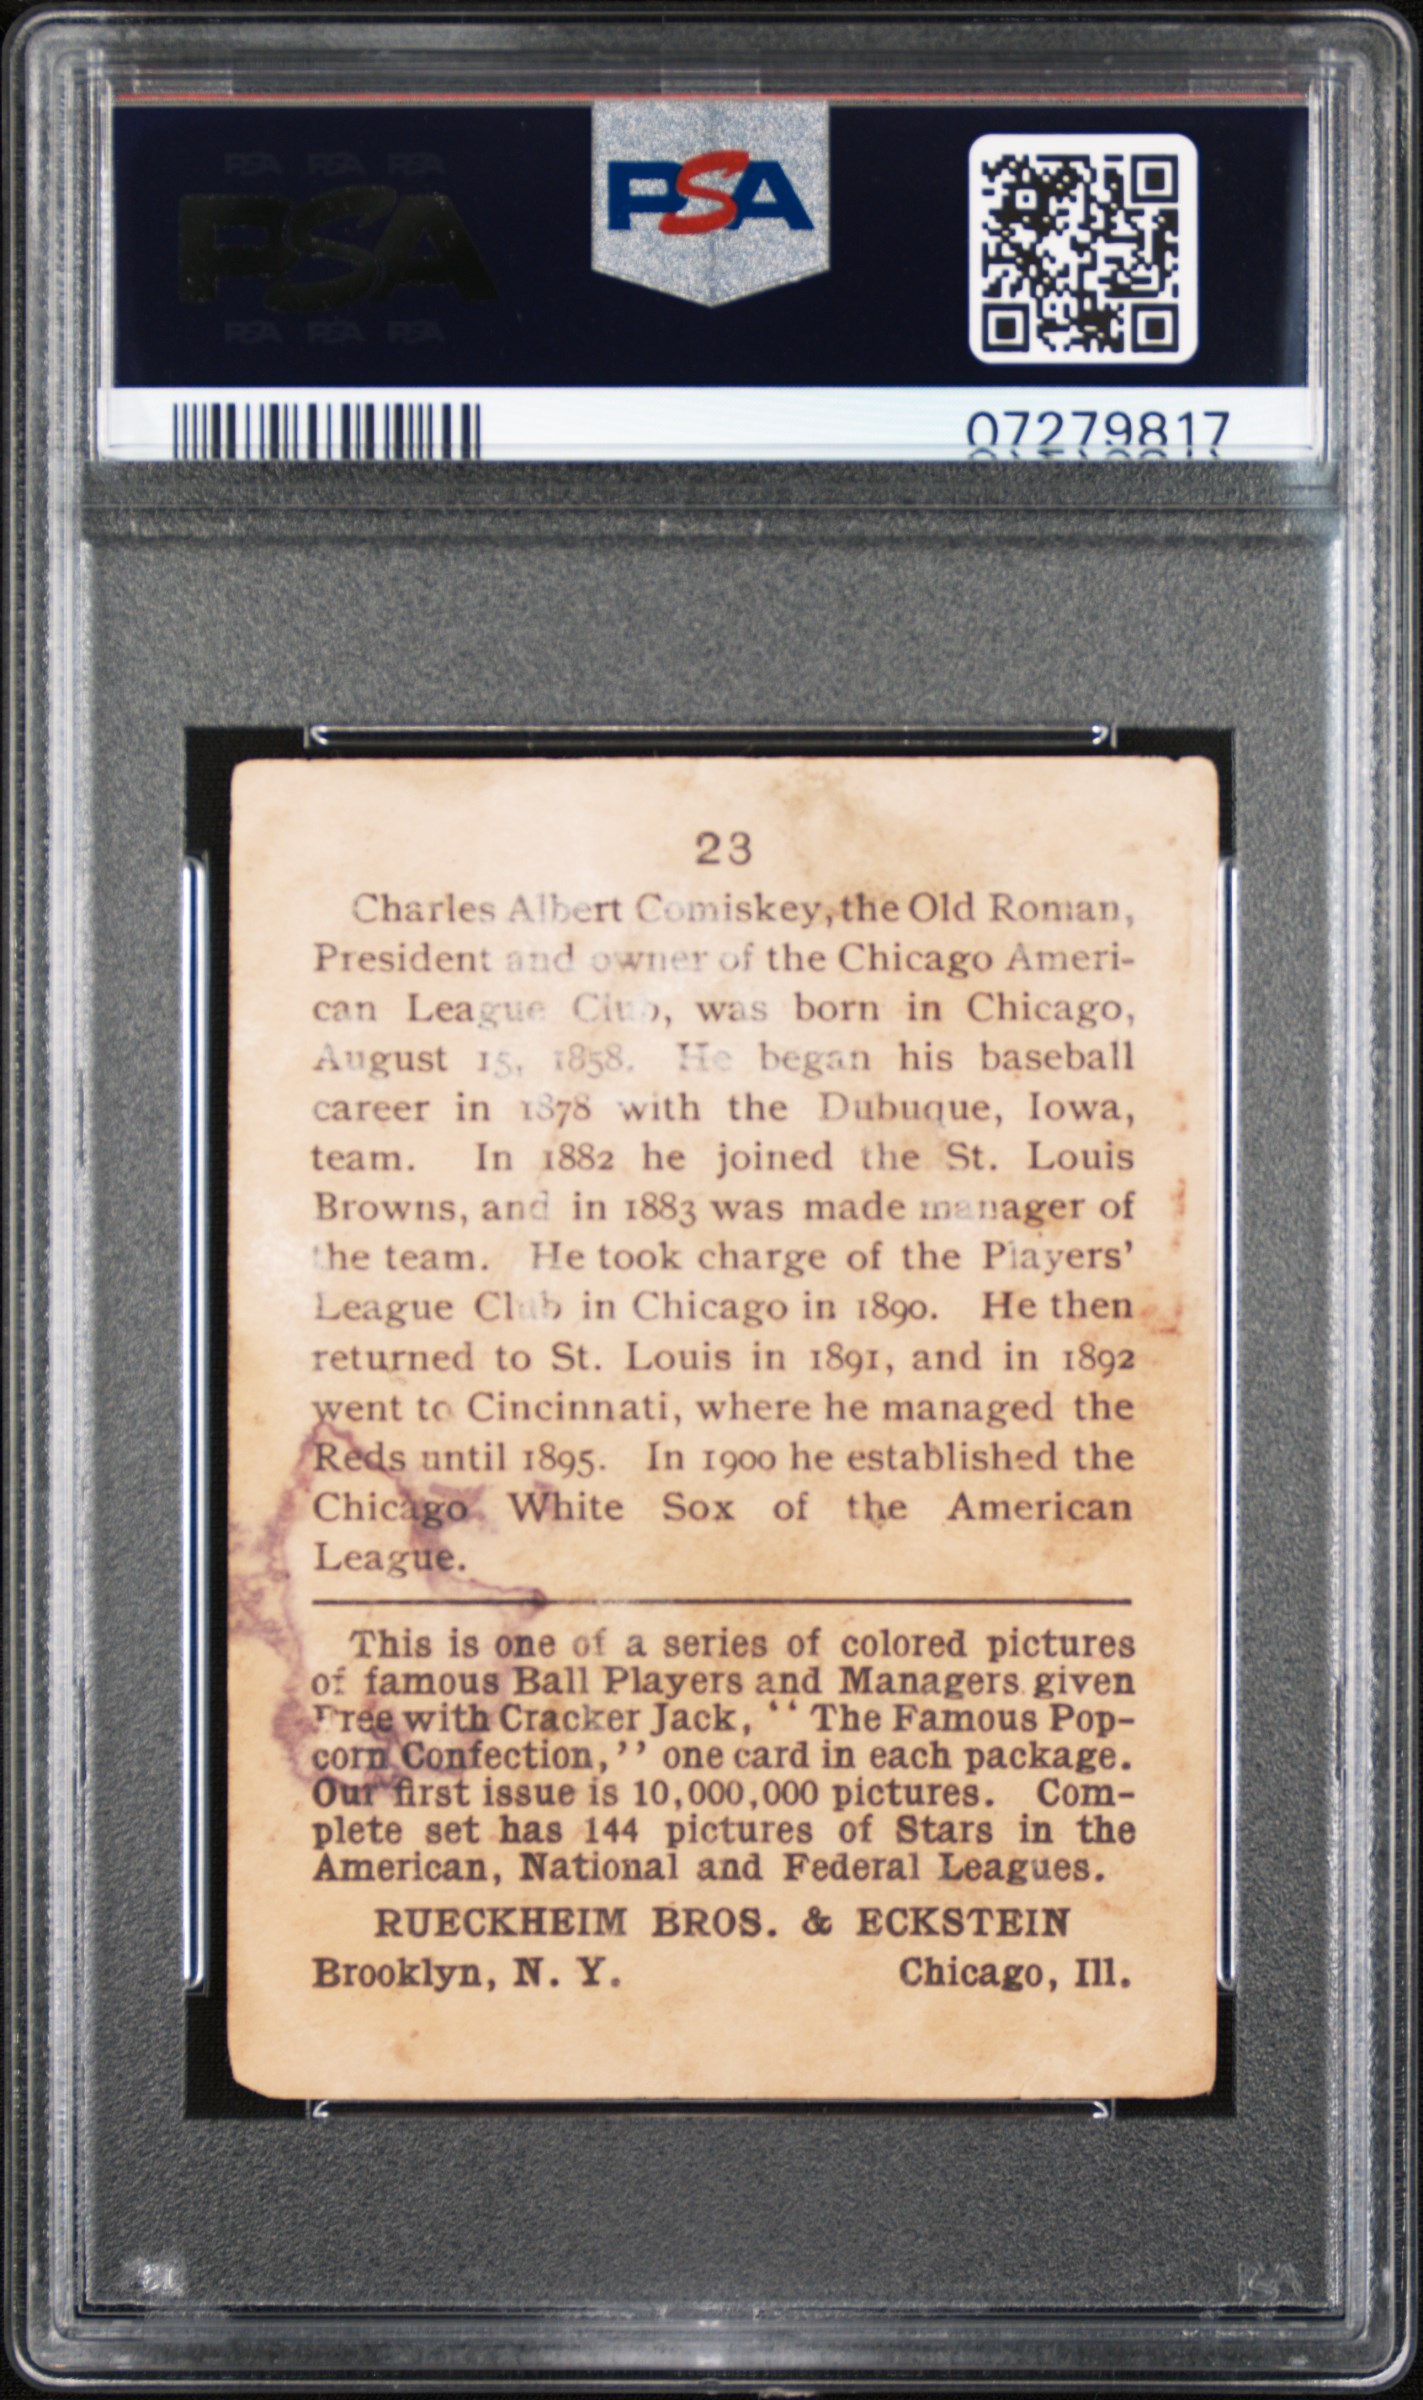 PSA PSA PSA
PSA
PSA PSA PSA
PSA
07279817
23
Charles Albert Comiskey, the Old Roman,
President and owner of the Chicago Ameri-
can League Club, was born in Chicago,
August 15, 1858. He began his baseball
career in 1878 with the Dubuque, Iowa,
team. In 1882 he joined the St. Louis
Browns, and in 1883 was made manager of
the team. He took charge of the Players'
League Club in Chicago in 1890. He then
returned to St. Louis in 1891, and in 1892
went to Cincinnati, where he managed the
Reds until 1895. In 1900 he established the
Chicago White Sox of the American
League.
This is one of a series of colored pictures
of famous Ball Players and Managers given
Free with Cracker Jack, "The Famous Pop-
corn Confection," one card in each package.
Our first issue is 10,000,000 pictures. Com-
plete set has 144 pictures of Stars in the
American, National and Federal Leagues.
RUECKHEIM BROS. & ECKSTEIN
Brooklyn, N. Y. Chicago, Ill.
PSA